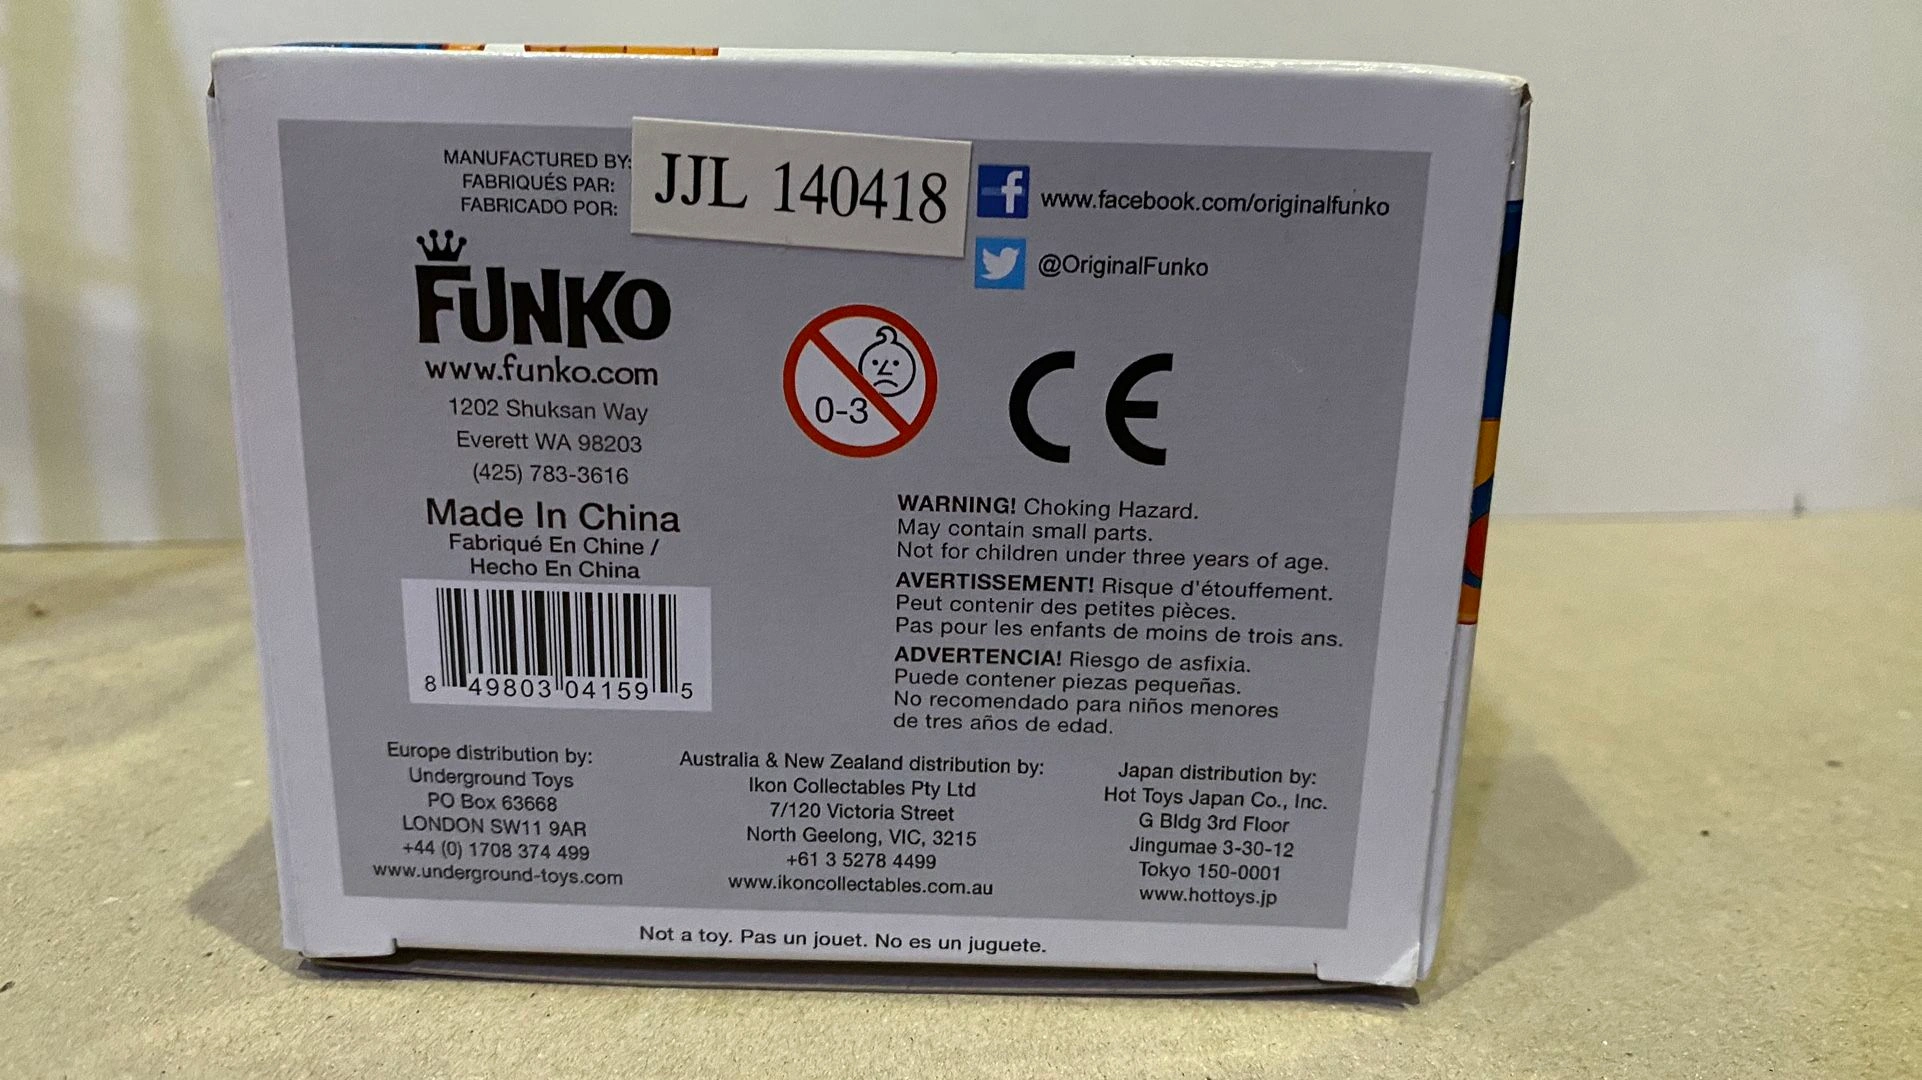 MANUFACTURED BY:
FABRIQUÉS PAR:
FABRICADO POR:
JJL 140418
f www.facebook.com/originalfunko
@OriginalFunko
FUNKO
www.funko.com
1202 Shuksan Way
Everett WA 98203
(425) 783-3616
Made In China
Fabriqué En Chine /
Hecho En China
8 49803 04159 5
0-3
CE
WARNING! Choking Hazard.
May contain small parts.
Not for children under three years of age.
AVERTISSEMENT! Risque d'étouffement.
Peut contenir des petites pièces.
Pas pour les enfants de moins de trois ans.
ADVERTENCIA! Riesgo de asfixia.
Puede contener piezas pequeñas.
No recomendado para niños menores
de tres años de edad.
Europe distribution by:
Underground Toys
PO Box 63668
LONDON SW11 9AR
+44 (0) 1708 374 499
www.underground-toys.com
Australia & New Zealand distribution by:
Ikon Collectables Pty Ltd
7/120 Victoria Street
North Geelong, VIC, 3215
+61 3 5278 4499
www.ikoncollectables.com.au
Japan distribution by:
Hot Toys Japan Co., Inc.
G Bldg 3rd Floor
Jingumae 3-30-12
Tokyo 150-0001
www.hottoys.jp
Not a toy. Pas un jouet. No es un juguete.